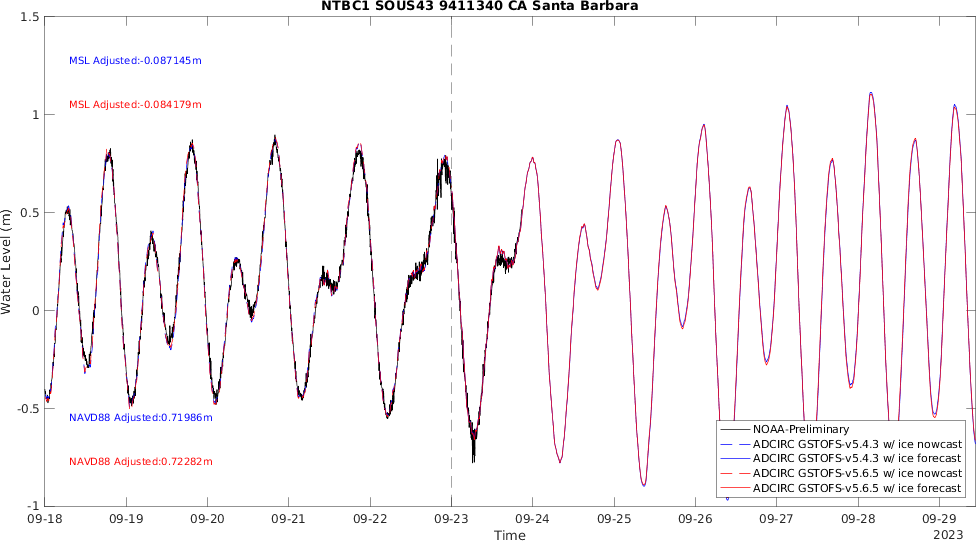 NTBC1 SOUS43 9411340 CA Santa Barbara
1.5
1
0.5
0
-0.5
-1
Water Level (m)
MSL Adjusted:-0.087145m
MSL Adjusted:-0.084179m
NAVD88 Adjusted:0.71986m
NAVD88 Adjusted:0.72282m
NOAA-Preliminary
ADCIRC GSTOFS-v5.4.3 w/ ice nowcast
ADCIRC GSTOFS-v5.4.3 w/ ice forecast
ADCIRC GSTOFS-v5.6.5 w/ ice nowcast
ADCIRC GSTOFS-v5.6.5 w/ ice forecast
09-18 09-19 09-20 09-21 09-22 09-23 09-24 09-25 09-26 09-27 09-28 09-29
Time
2023